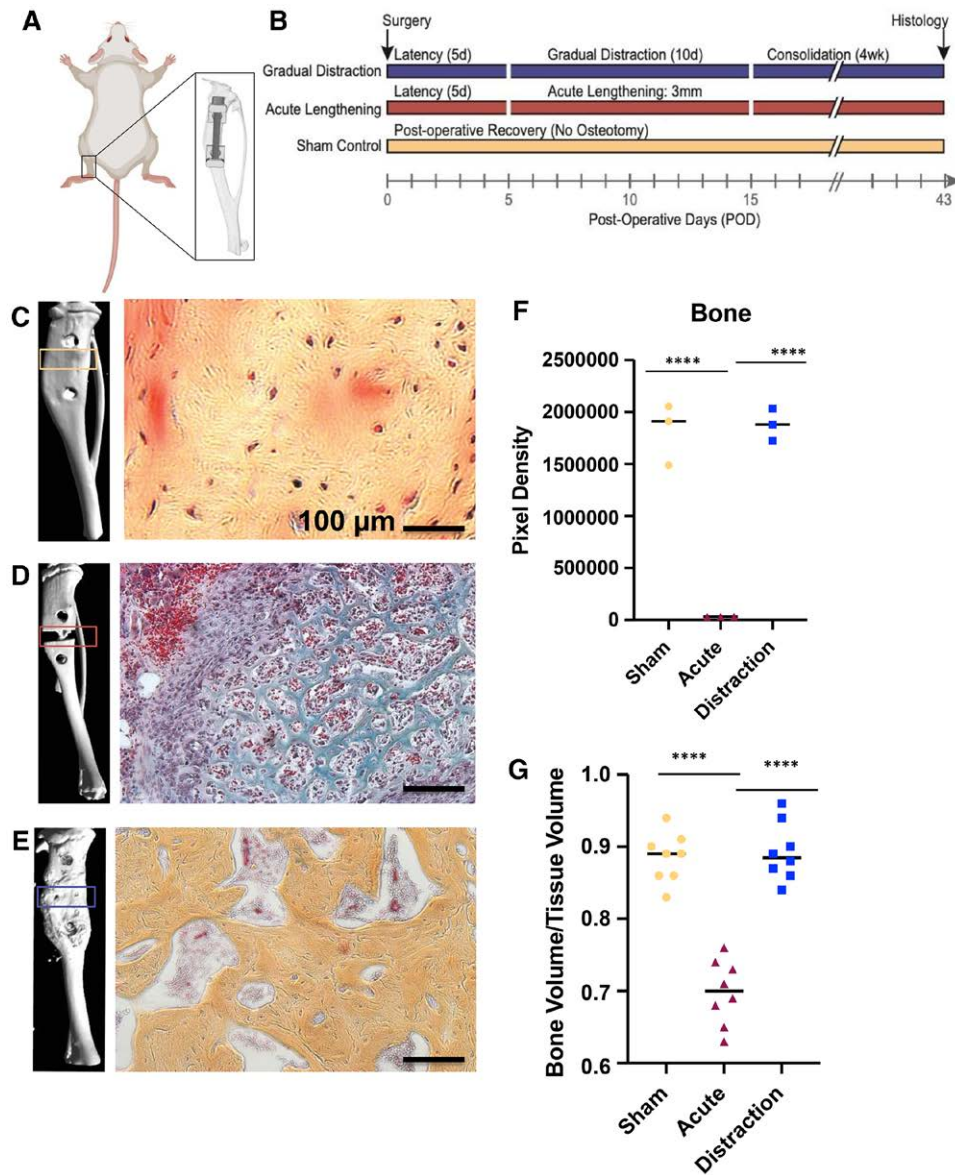 A
B
Surgery
Histology
Latency (5d)
Gradual Distraction (10d)
Consolidation (4wk)
Gradual Distraction
Latency (5d)
Acute Lengthening: 3mm
Acute Lengthening
Post-operative Recovery (No Osteotomy)
Sham Control
0
5
10
15
43
Post-Operative Days (POD)
C
100 µm
D
E
F
Bone
2500000
2000000
1500000
1000000
500000
0
Pixel Density
****
****
Sham
Acute
Distraction
G
1.0
0.9
0.8
0.7
0.6
Bone Volume/Tissue Volume
****
****
Sham
Acute
Distraction